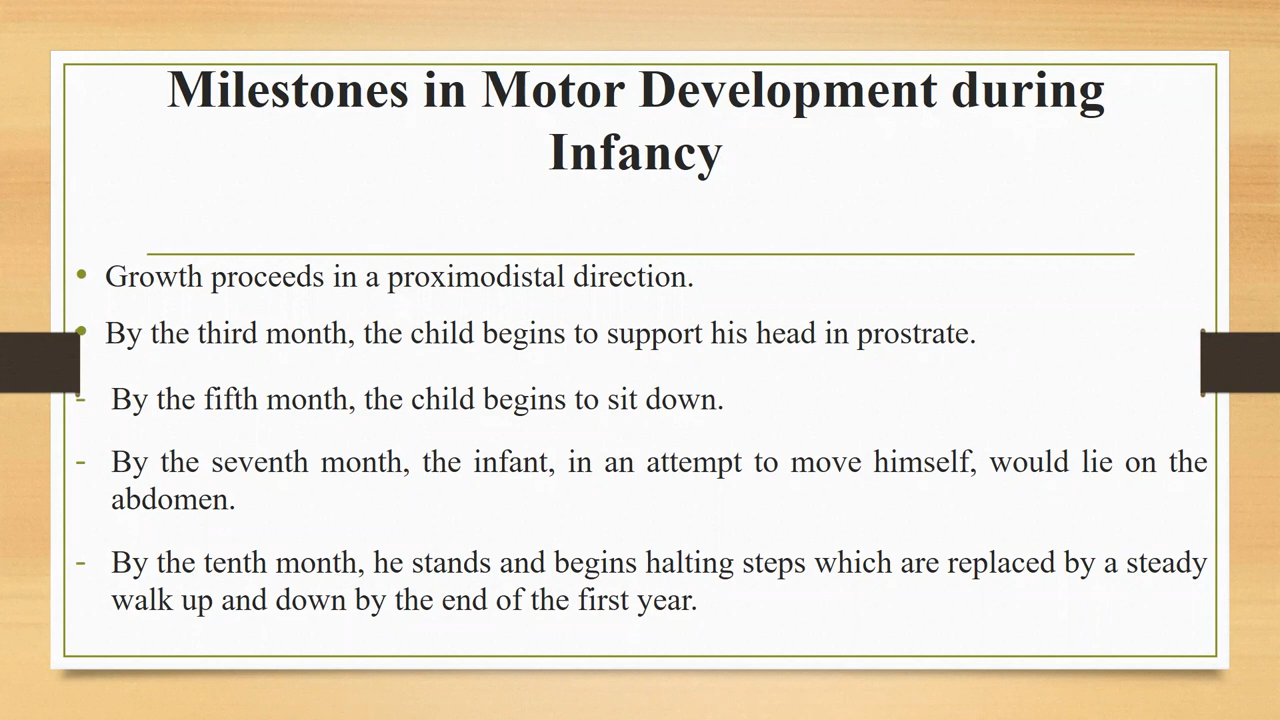 Milestones in Motor Development during
Infancy
• Growth proceeds in a proximodistal direction.
• By the third month, the child begins to support his head in prostrate.
- By the fifth month, the child begins to sit down.
- By the seventh month, the infant, in an attempt to move himself, would lie on the
abdomen.
- By the tenth month, he stands and begins halting steps which are replaced by a steady
walk up and down by the end of the first year.